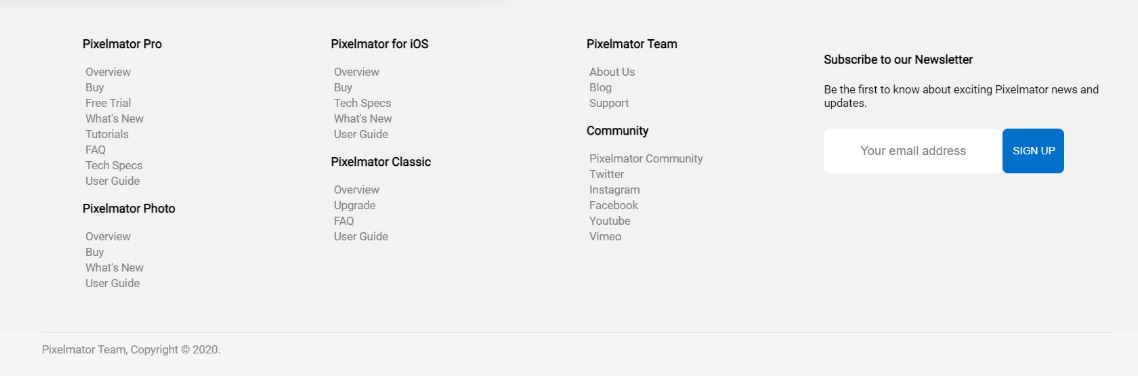 Pixelmator Pro
Overview
Buy
Free Trial
What's New
Tutorials
FAQ
Tech Specs
User Guide
Pixelmator Photo
Overview
Buy
What's New
User Guide
Pixelmator for iOS
Overview
Buy
Tech Specs
What's New
User Guide
Pixelmator Classic
Overview
Upgrade
FAQ
User Guide
Pixelmator Team
About Us
Blog
Support
Community
Pixelmator Community
Twitter
Instagram
Facebook
Youtube
Vimeo
Subscribe to our Newsletter
Be the first to know about exciting Pixelmator news and
updates.
Your email address
SIGN UP
Pixelmator Team, Copyright © 2020.